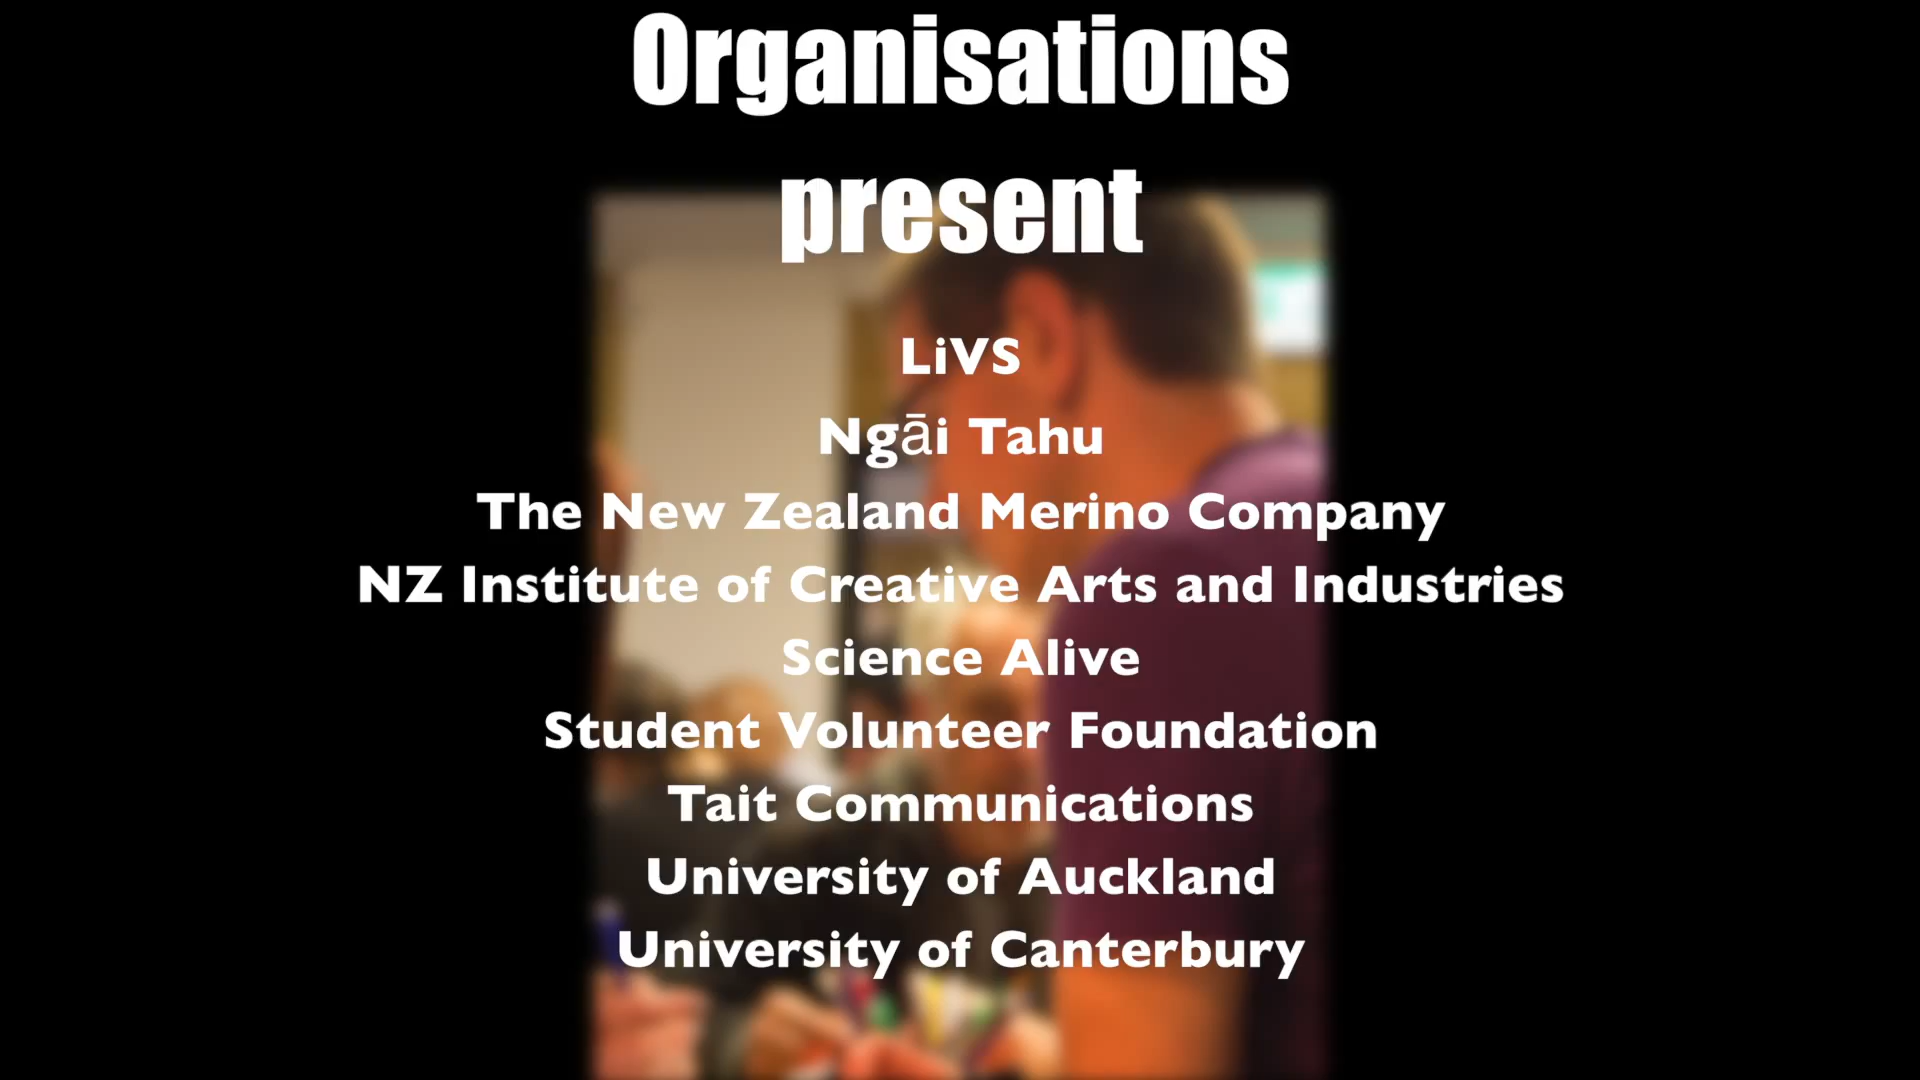 Organisations
present
LiVS
Ngāi Tahu
The New Zealand Merino Company
NZ Institute of Creative Arts and Industries
Science Alive
Student Volunteer Foundation
Tait Communications
University of Auckland
University of Canterbury